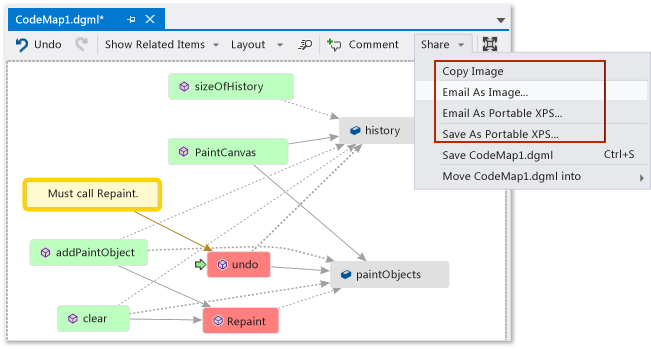 CodeMap1.dgml*
Undo
Show Related Items
Layout
Comment
Share
Copy Image
Email As Image...
Email As Portable XPS...
Save As Portable XPS...
Save CodeMap1.dgml Ctrl+S
Move CodeMap1.dgml into
sizeOfHistory
history
PaintCanvas
Must call Repaint.
addPaintObject
undo
paintObjects
clear
Repaint